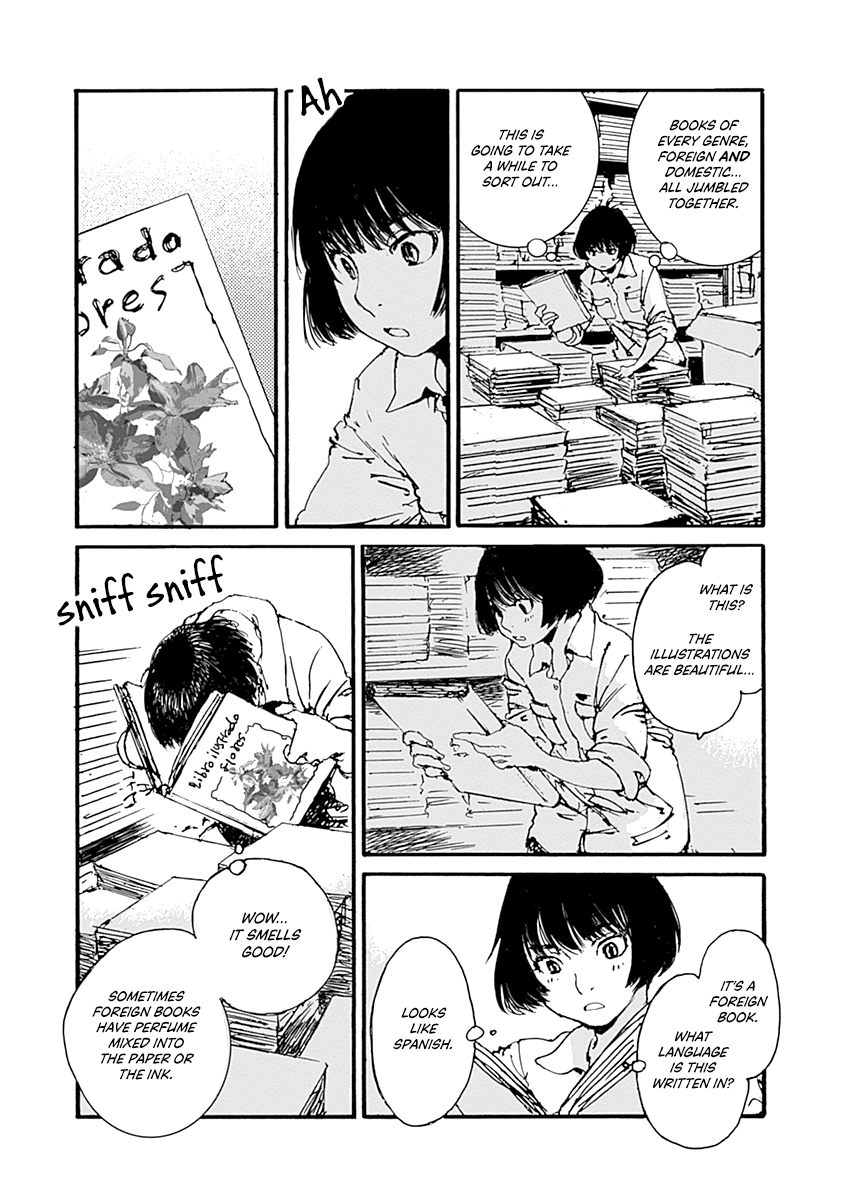 BOOKS OF
EVERY GENRE,
FOREIGN AND
DOMESTIC...
ALL JUMBLED
TOGETHER.
THIS IS
GOING TO TAKE
A WHILE TO
SORT OUT...
Ah
rado
ores
WHAT IS
THIS?
THE
ILLUSTRATIONS
ARE BEAUTIFUL...
IT'S A
FOREIGN
BOOK.
WHAT
LANGUAGE
IS THIS
WRITTEN IN?
LOOKS
LIKE
SPANISH.
sniff sniff
Libro ilustrado
flores
WOW...
IT SMELLS
GOOD!
SOMETIMES
FOREIGN BOOKS
HAVE PERFUME
MIXED INTO
THE PAPER OR
THE INK.